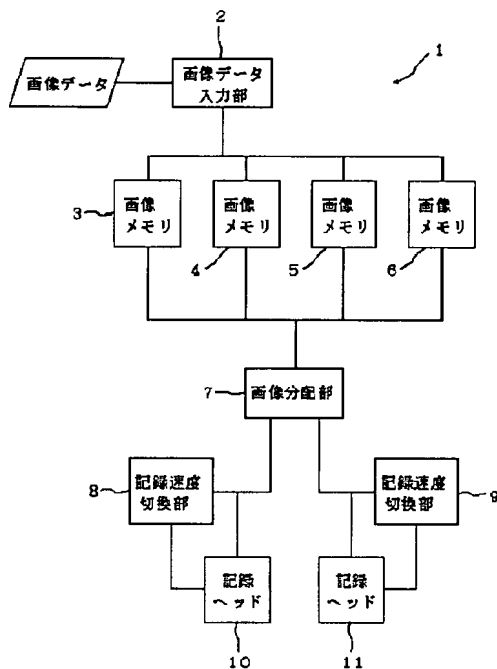 2
1
画像データ
画像データ
入力部
画像
メモリ
画像
メモリ
画像
メモリ
画像
メモリ
3
4
5
6
7
画像分配部
8
記録速度
切換部
記録速度
切換部
9
記録
ヘッド
記録
ヘッド
10
11